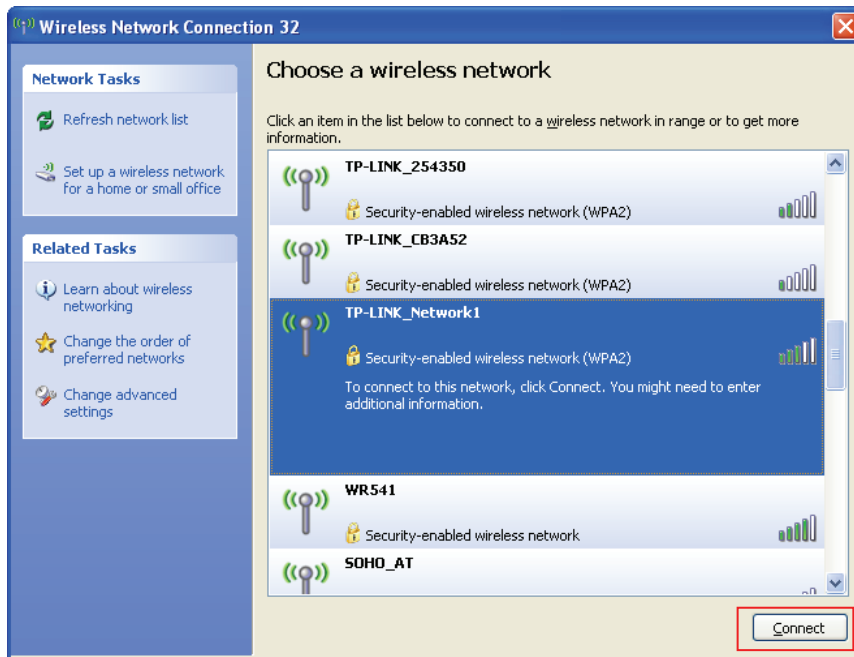 Wireless Network Connection 32
Network Tasks
Refresh network list
Set up a wireless network
for a home or small office
Related Tasks
Learn about wireless
networking
Change the order of
preferred networks
Change advanced
settings
Choose a wireless network
Click an item in the list below to connect to a wireless network in range or to get more
information.
TP-LINK_254350
Security-enabled wireless network (WPA2)
TP-LINK_CB3A52
Security-enabled wireless network (WPA2)
TP-LINK_Network1
Security-enabled wireless network (WPA2)
To connect to this network, click Connect. You might need to enter
additional information.
WR541
Security-enabled wireless network
SOHO_AT
Connect